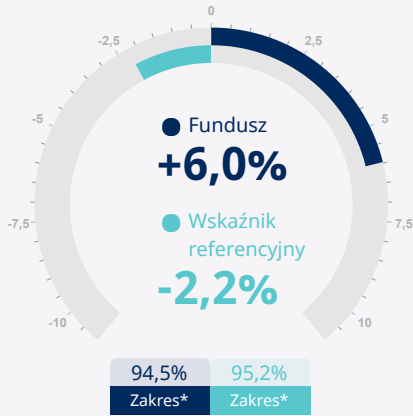 0
-2,5
2,5
-5
5
-7,5
7,5
-10
10
Fundusz
+6,0%
Wskaźnik
referencyjny
-2,2%
94,5%
95,2%
Zakres*
Zakres*